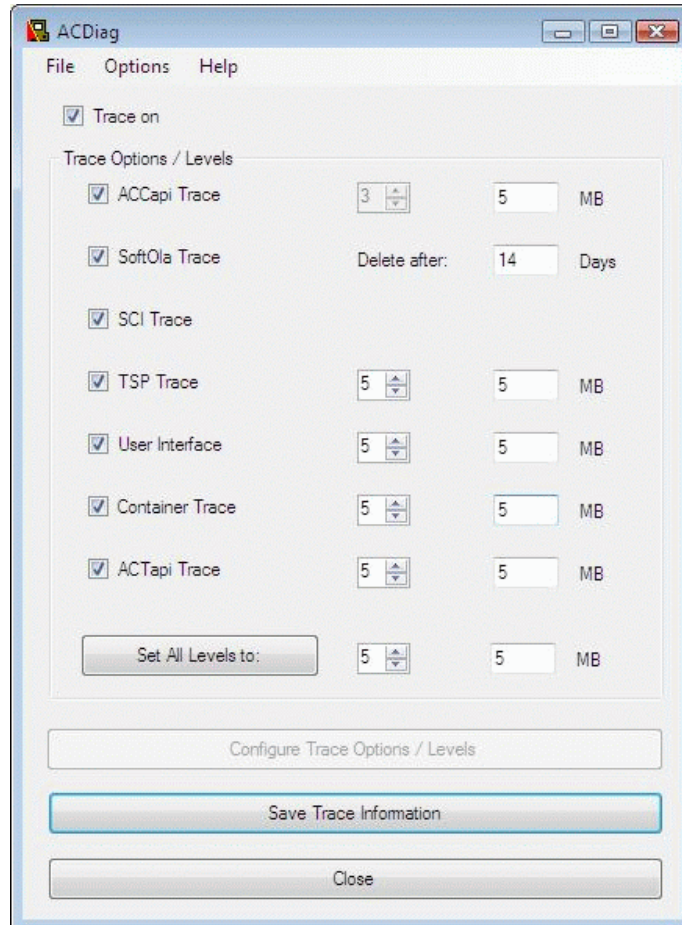 ACDiag
File Options Help
Trace on
Trace Options / Levels
ACCapi Trace 3 5 MB
SoftOla Trace Delete after: 14 Days
SCI Trace
TSP Trace 5 5 MB
User Interface 5 5 MB
Container Trace 5 5 MB
ACTapi Trace 5 5 MB
Set All Levels to: 5 5 MB
Configure Trace Options / Levels
Save Trace Information
Close